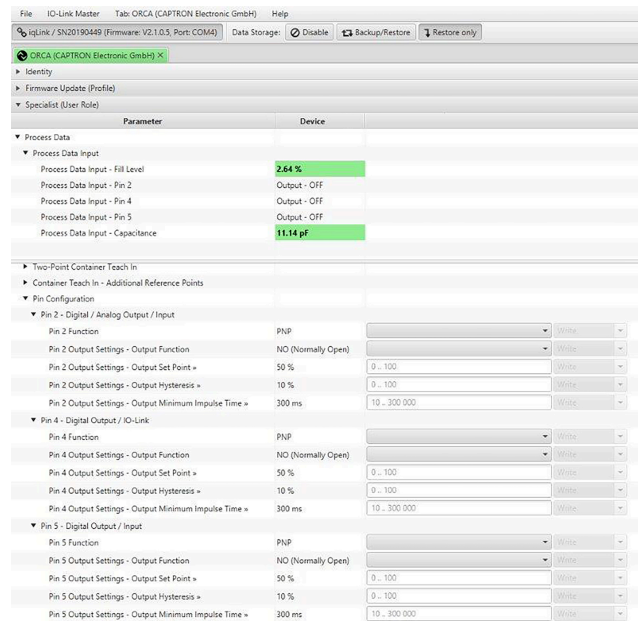 File IO-Link Master Tab: ORCA (CAPTRON Electronic GmbH) Help
iqLink / SN20190449 (Firmware: V2.1.0.5, Port: COM4) Data Storage: Disable Backup/Restore Restore only
ORCA (CAPTRON Electronic GmbH) ×
Identity
Firmware Update (Profile)
Specialist (User Role)
Parameter Device
Process Data
Process Data Input
Process Data Input - Fill Level 2.64 %
Process Data Input - Pin 2 Output - OFF
Process Data Input - Pin 4 Output - OFF
Process Data Input - Pin 5 Output - OFF
Process Data Input - Capacitance 11.14 pF
Two-Point Container Teach In
Container Teach In - Additional Reference Points
Pin Configuration
Pin 2 - Digital / Analog Output / Input
Pin 2 Function PNP Write
Pin 2 Output Settings - Output Function NO (Normally Open) Write
Pin 2 Output Settings - Output Set Point » 50 % 0 .. 100 Write
Pin 2 Output Settings - Output Hysteresis » 10 % 0 .. 100 Write
Pin 2 Output Settings - Output Minimum Impulse Time » 300 ms 10 .. 300 000 Write
Pin 4 - Digital Output / IO-Link
Pin 4 Function PNP Write
Pin 4 Output Settings - Output Function NO (Normally Open) Write
Pin 4 Output Settings - Output Set Point » 50 % 0 .. 100 Write
Pin 4 Output Settings - Output Hysteresis » 10 % 0 .. 100 Write
Pin 4 Output Settings - Output Minimum Impulse Time » 300 ms 10 .. 300 000 Write
Pin 5 - Digital Output / Input
Pin 5 Function PNP Write
Pin 5 Output Settings - Output Function NO (Normally Open) Write
Pin 5 Output Settings - Output Set Point » 50 % 0 .. 100 Write
Pin 5 Output Settings - Output Hysteresis » 10 % 0 .. 100 Write
Pin 5 Output Settings - Output Minimum Impulse Time » 300 ms 10 .. 300 000 Write